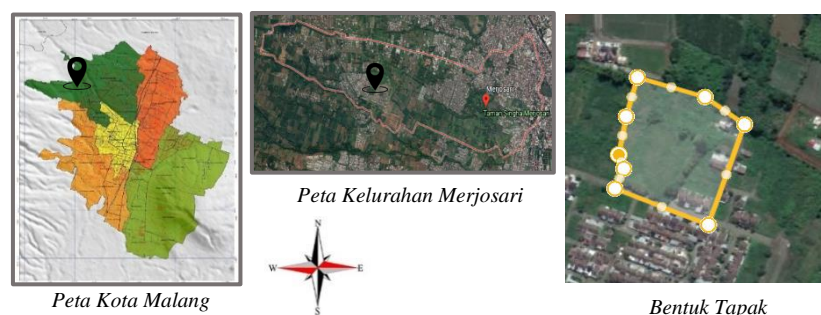 Merjosari
Taman Singha Merjosari
Peta Kelurahan Merjosari
N
W
E
S
Peta Kota Malang
Bentuk Tapak